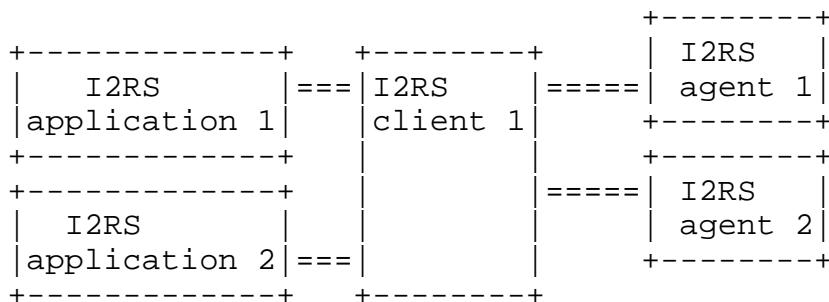 I2RS
I2RS I2RS agent 1
application 1 client 1
I2RS
I2RS agent 2
application 2